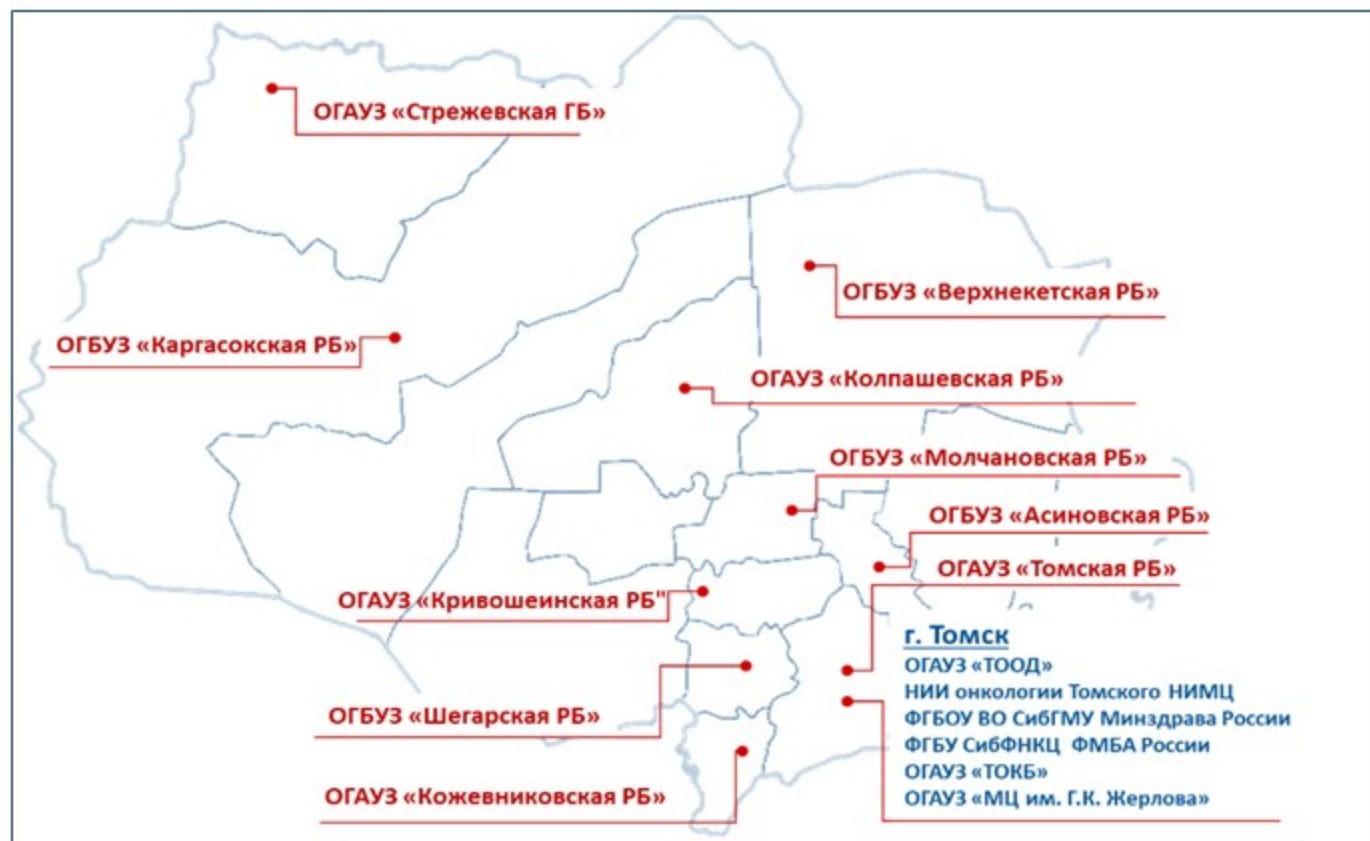 ОГАУЗ «Стрежевская ГБ»
ОГБУЗ «Верхнекетская РБ»
ОГБУЗ «Каргасокская РБ»
ОГАУЗ «Колпашевская РБ»
ОГБУЗ «Молчановская РБ»
ОГБУЗ «Асиновская РБ»
ОГАУЗ «Томская РБ»
ОГАУЗ «Кривошеинская РБ"
г. Томск
ОГАУЗ «ТООД»
НИИ онкологии Томского НИМЦ
ФГБОУ ВО СибГМУ Минздрава России
ФГБУ СибФНКЦ ФМБА России
ОГАУЗ «ТОКБ»
ОГАУЗ «МЦ им. Г.К. Жерлова»
ОГБУЗ «Шегарская РБ»
ОГАУЗ «Кожевниковская РБ»